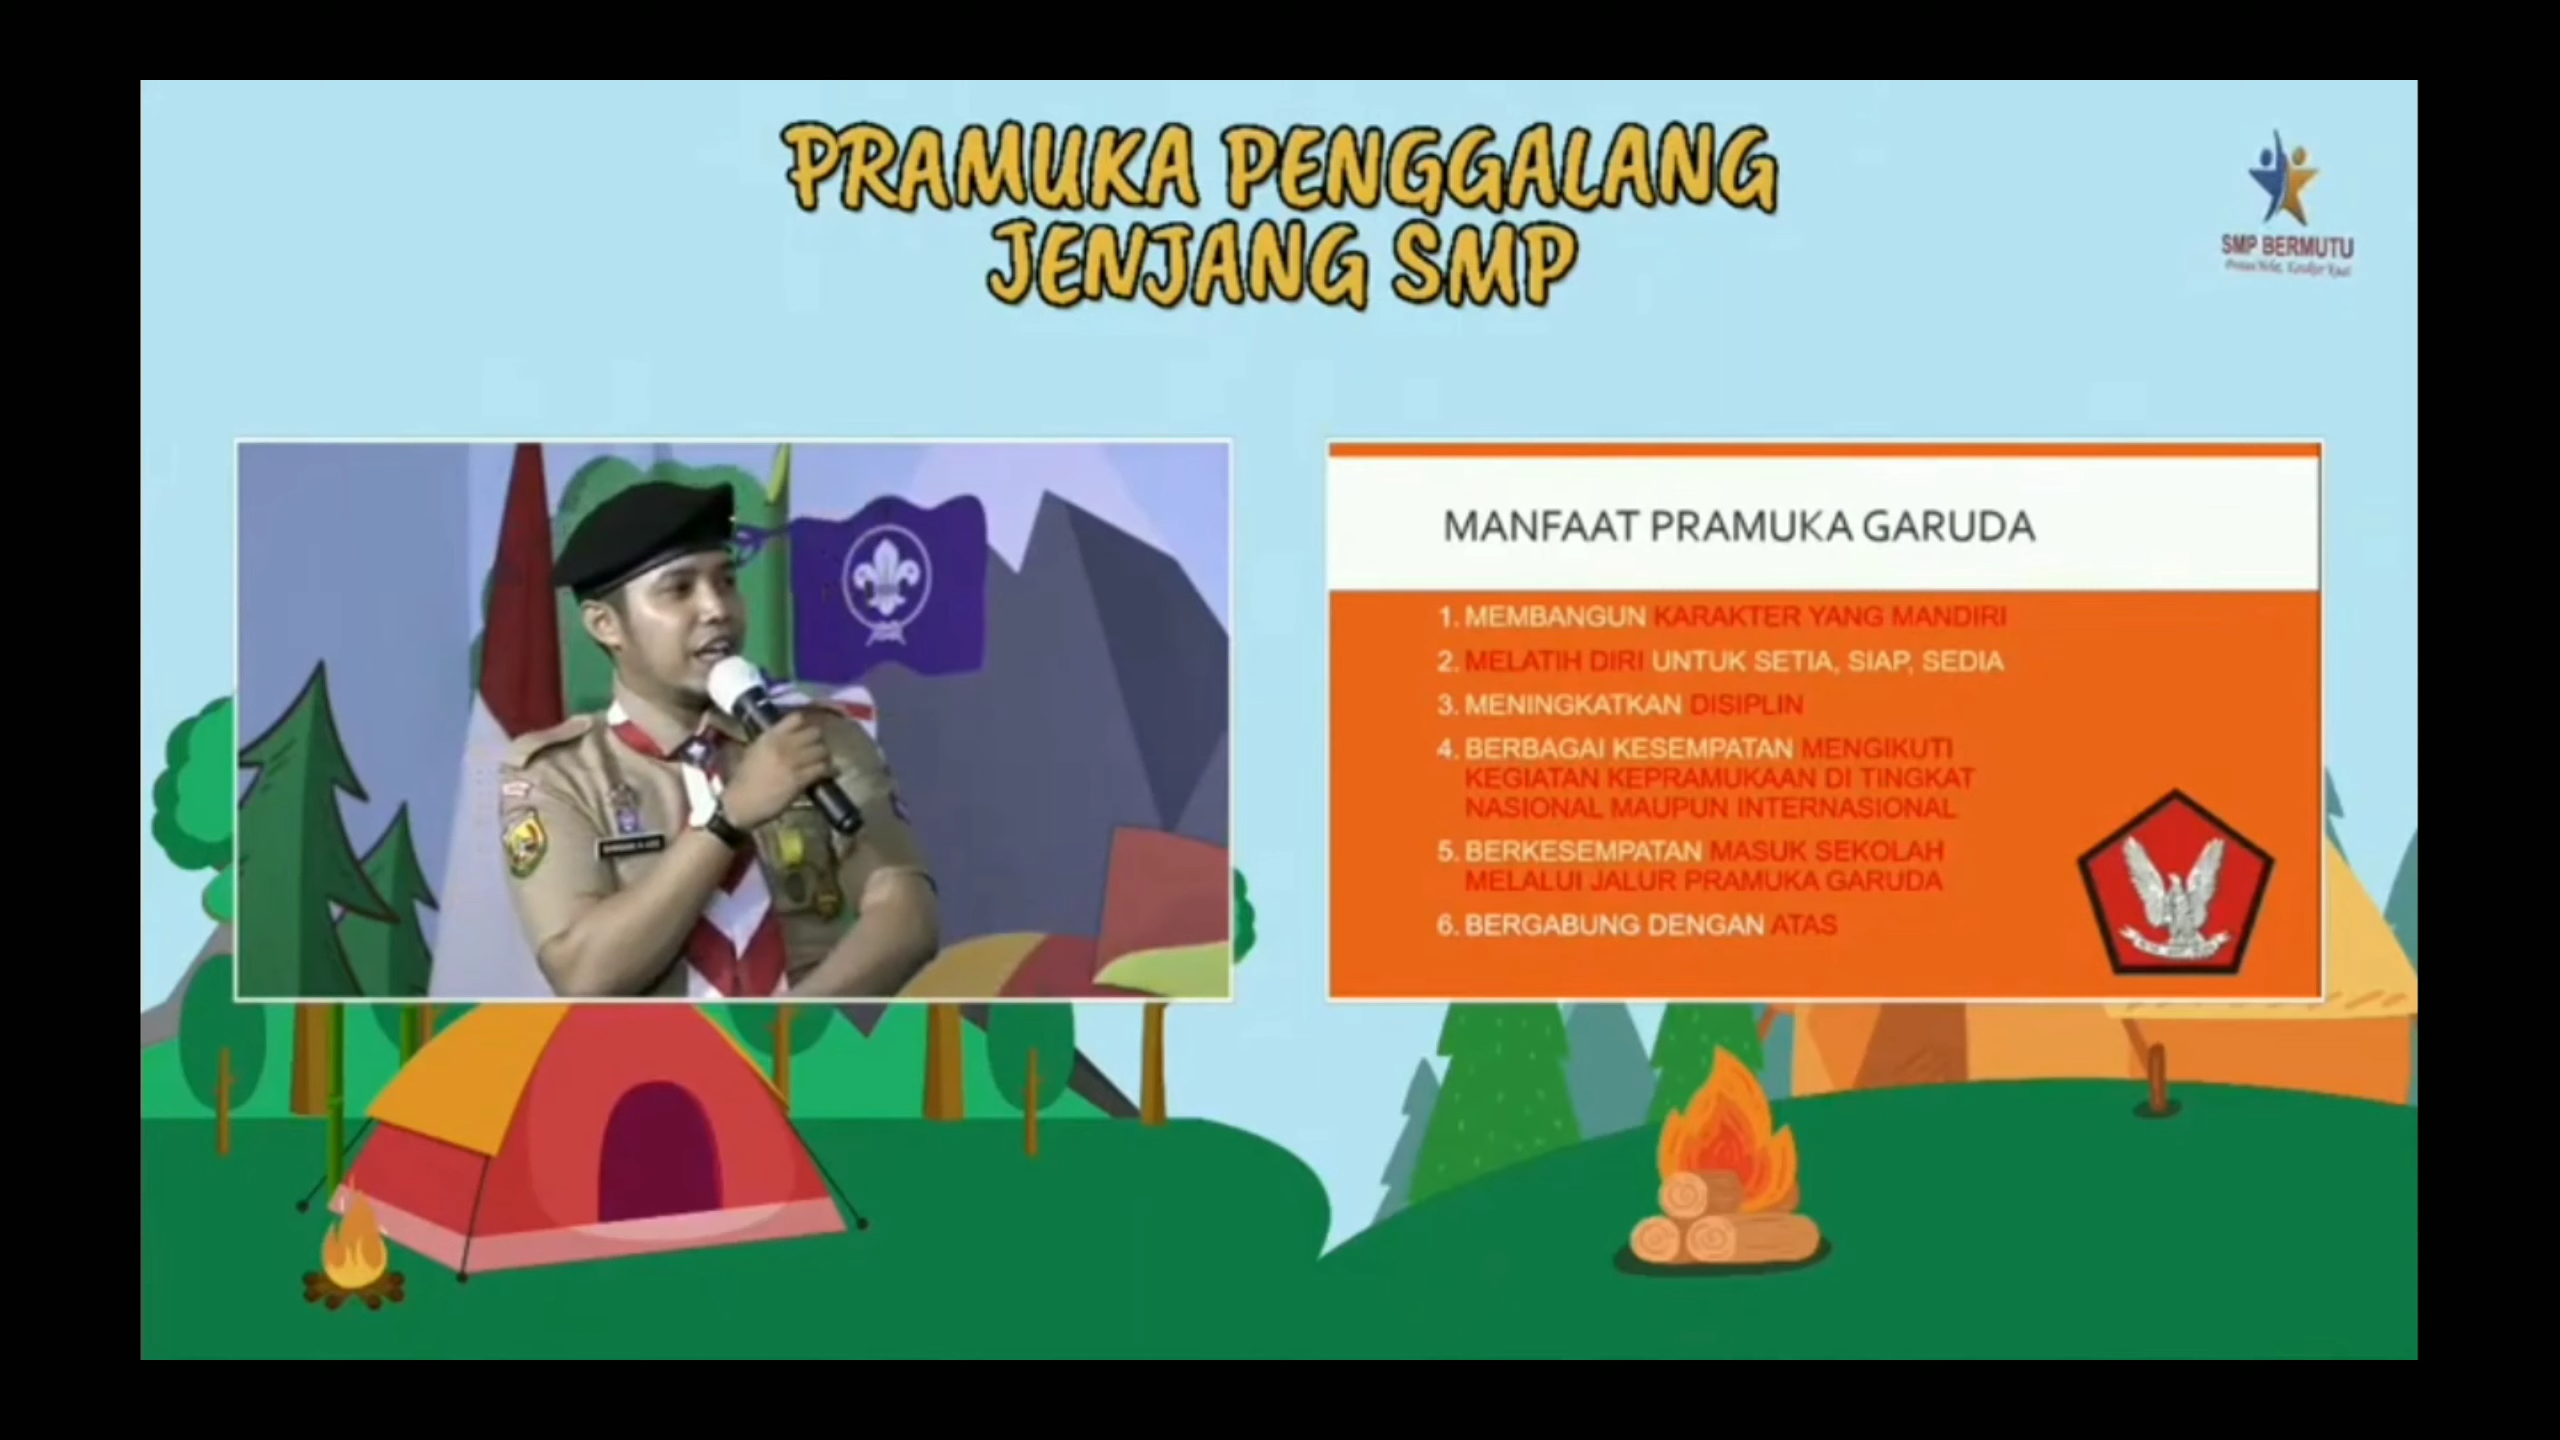 PRAMUKA PENGGALANG
JENJANG SMP
SMP BERMUTU
MANFAAT PRAMUKA GARUDA
1. MEMBANGUN KARAKTER YANG MANDIRI
2. MELATIH DIRI UNTUK SETIA, SIAP, SEDIA
3. MENINGKATKAN DISIPLIN
4. BERBAGAI KESEMPATAN MENGIKUTI
KEGIATAN KEPRAMUKAAN DI TINGKAT
NASIONAL MAUPUN INTERNASIONAL
5. BERKESEMPATAN MASUK SEKOLAH
MELALUI JALUR PRAMUKA GARUDA
6. BERGABUNG DENGAN ATAS